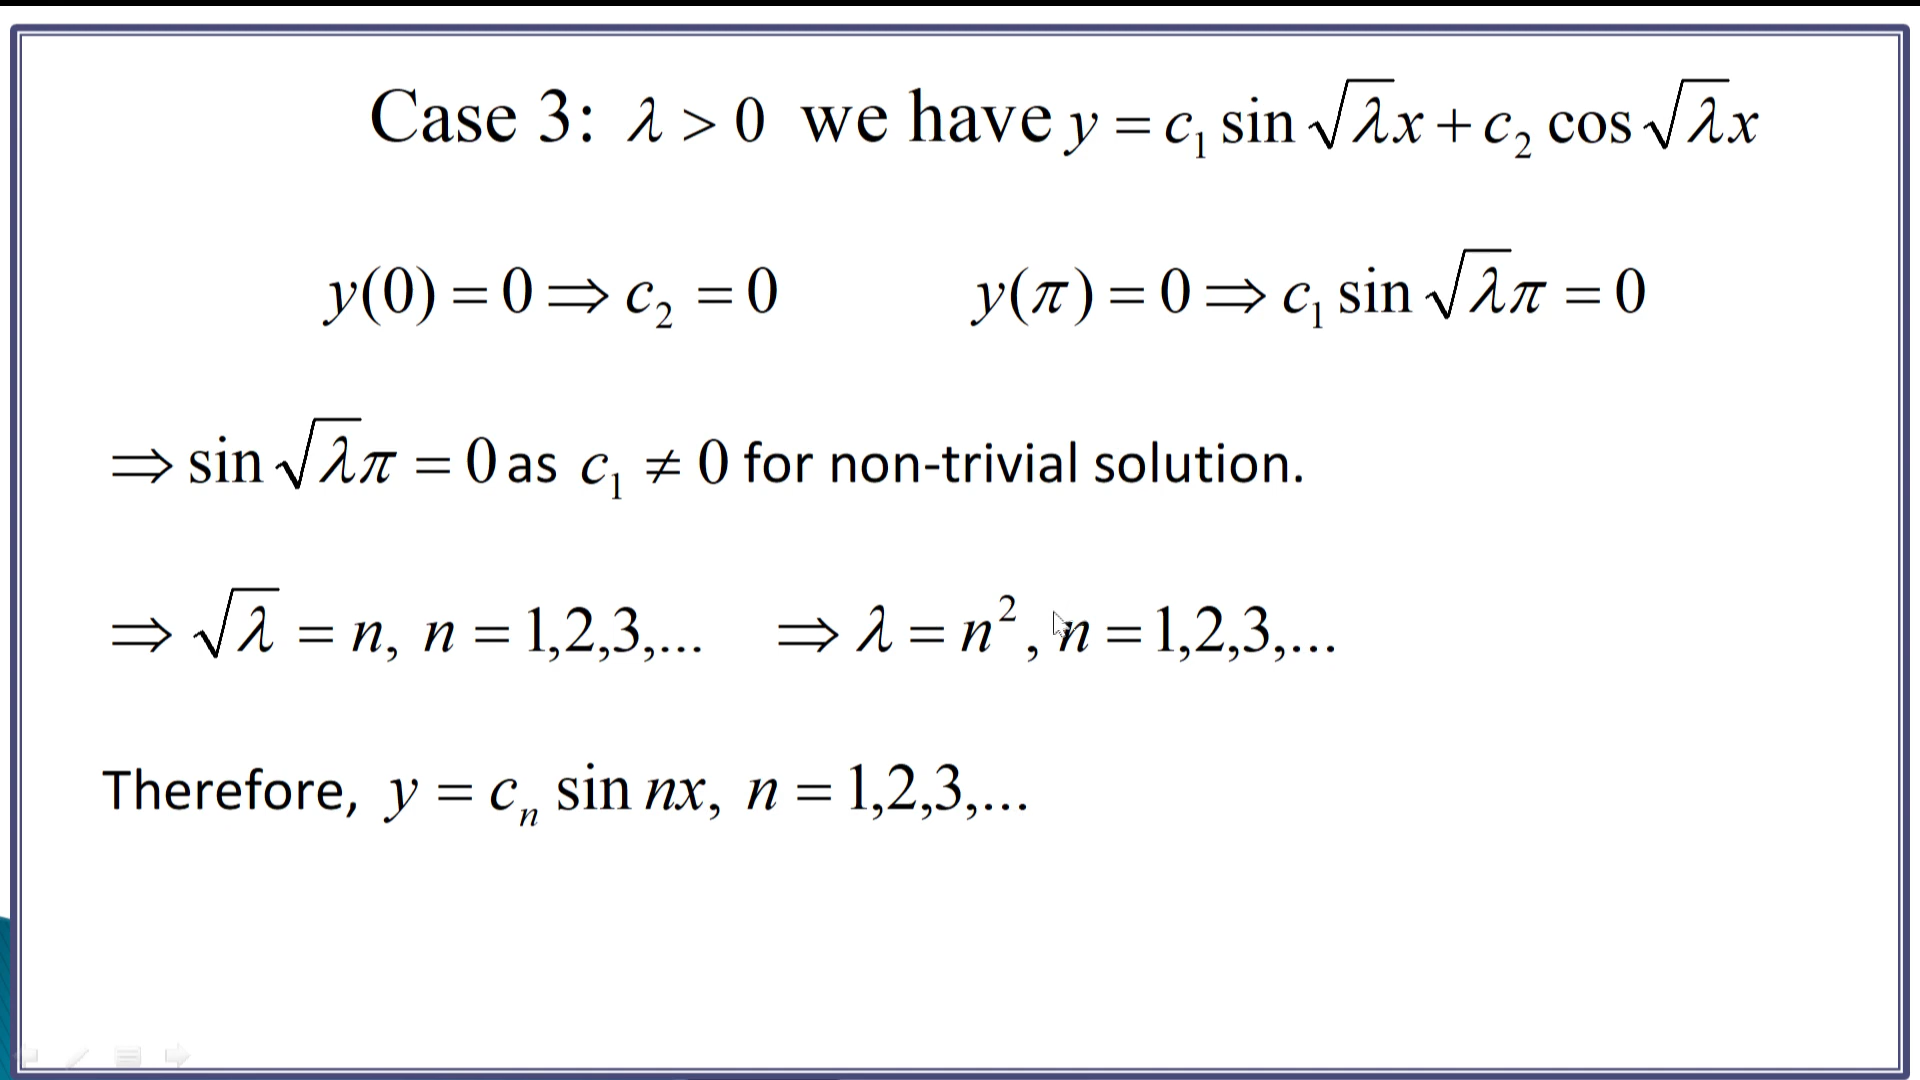 Case 3: λ > 0 we have y = c₁ sin √λx + c₂ cos √λx
y(0) = 0 ⇒ c₂ = 0 y(π) = 0 ⇒ c₁ sin √λπ = 0
⇒ sin √λπ = 0 as c₁ ≠ 0 for non-trivial solution.
⇒ √λ = n, n = 1,2,3,... ⇒ λ = n², n = 1,2,3,...
Therefore, y = cₙ sin nx, n = 1,2,3,...